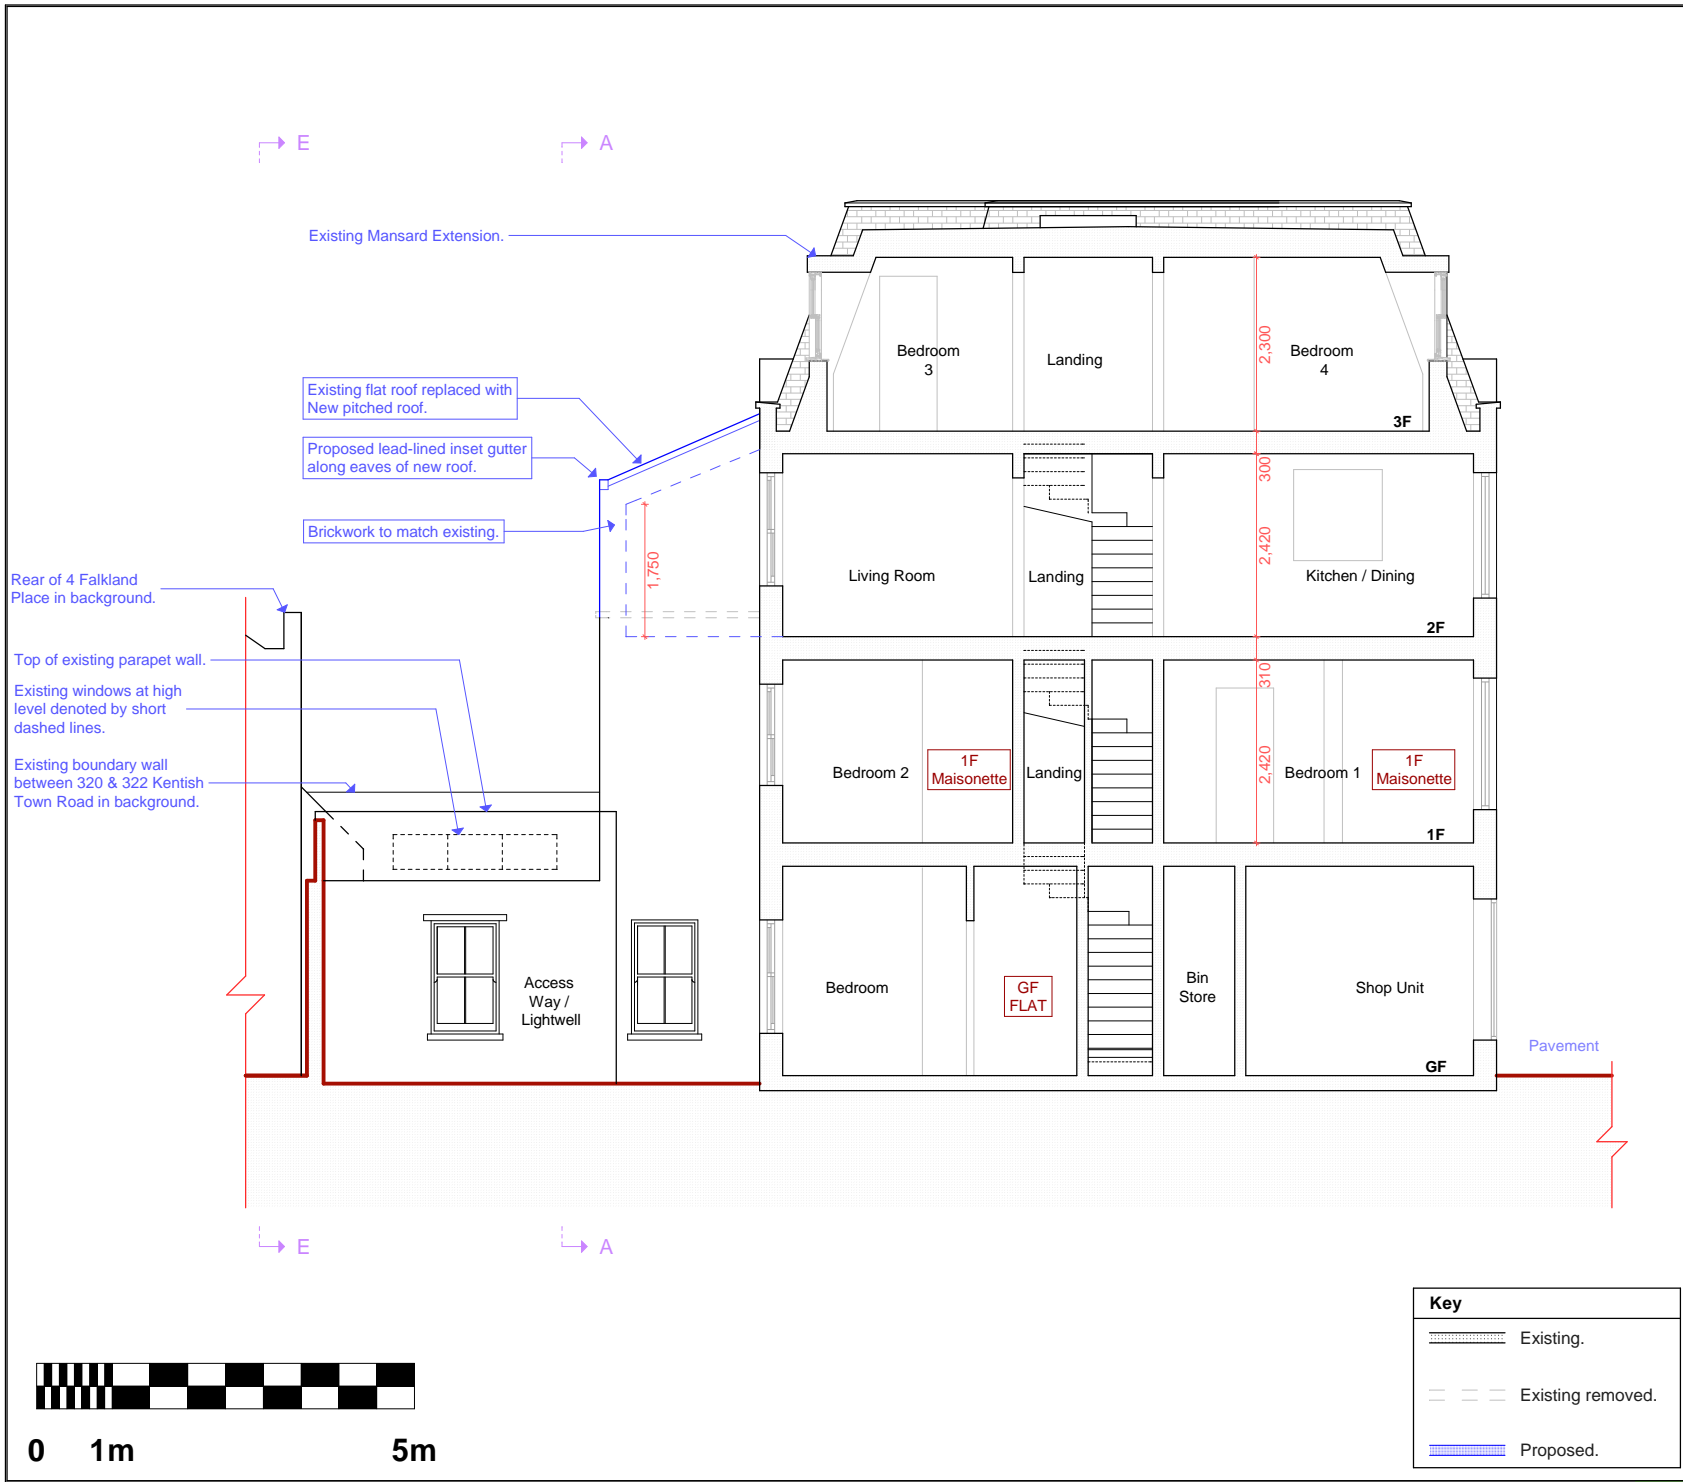 E
A
Existing Mansard Extension.
Existing flat roof replaced with
New pitched roof.
Proposed lead-lined inset gutter
along eaves of new roof.
Brickwork to match existing.
Rear of 4 Falkland
Place in background.
Top of existing parapet wall.
Existing windows at high
level denoted by short
dashed lines.
Existing boundary wall
between 320 & 322 Kentish
Town Road in background.
Bedroom
3
Landing
2,300
Bedroom
4
3F
300
1,750
Living Room
Landing
2,420
Kitchen / Dining
2F
310
Bedroom 2
1F
Maisonette
Landing
2,420
Bedroom 1
1F
Maisonette
1F
Access
Way /
Lightwell
Bedroom
GF
FLAT
Bin
Store
Shop Unit
GF
Pavement
E
A
Key
Existing.
Existing removed.
Proposed.
0 1m 5m